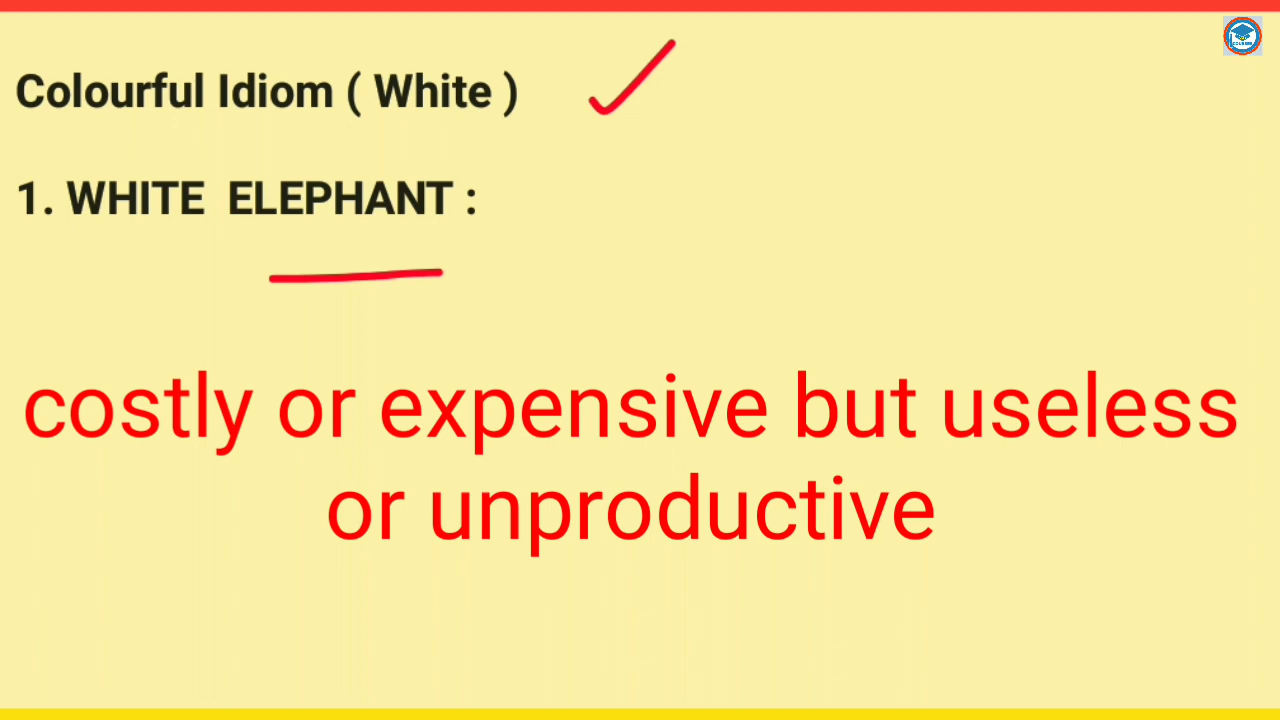 Colourful Idiom ( White )
1. WHITE ELEPHANT :
costly or expensive but useless
or unproductive